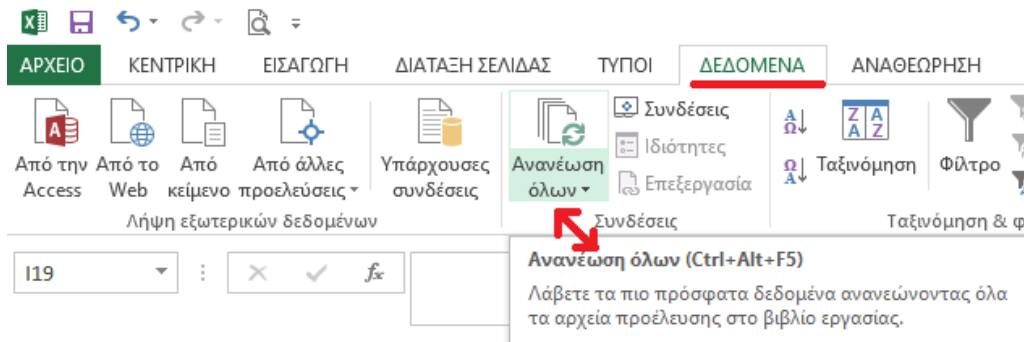 ΑΡΧΕΙΟ ΚΕΝΤΡΙΚΗ ΕΙΣΑΓΩΓΗ ΔΙΑΤΑΞΗ ΣΕΛΙΔΑΣ ΤΥΠΟΙ ΔΕΔΟΜΕΝΑ ΑΝΑΘΕΩΡΗΣΗ
Από την Access
Από το Web
Από κείμενο
Από άλλες προελεύσεις
Υπάρχουσες συνδέσεις
Λήψη εξωτερικών δεδομένων
Ανανέωση όλων
Συνδέσεις
Ιδιότητες
Επεξεργασία
Συνδέσεις
Ταξινόμηση
Φίλτρο
Ταξινόμηση & φ
I19
fx
Ανανέωση όλων (Ctrl+Alt+F5)
Λάβετε τα πιο πρόσφατα δεδομένα ανανεώνοντας όλα
τα αρχεία προέλευσης στο βιβλίο εργασίας.